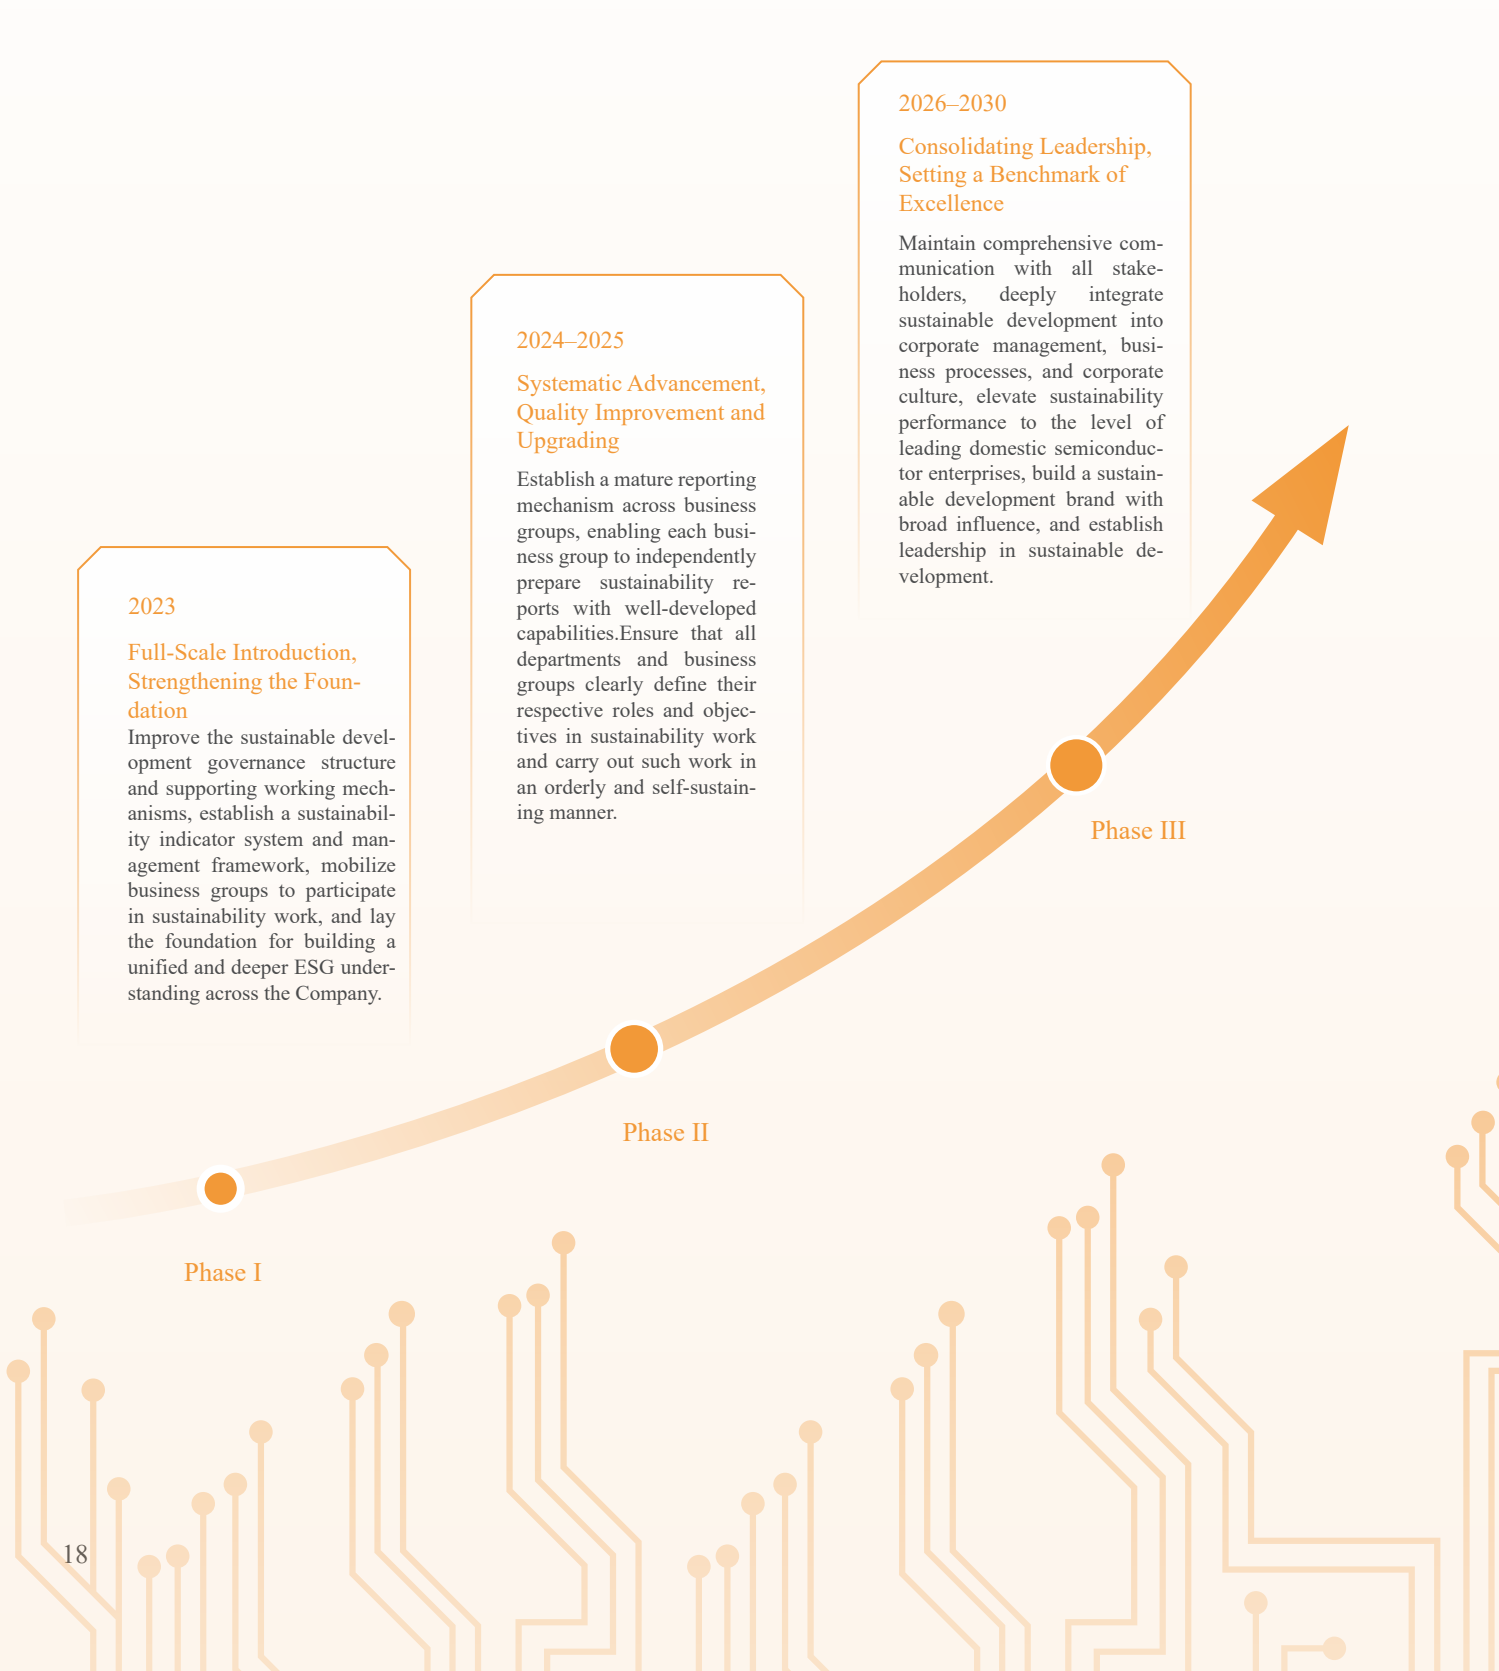 2023
Full-Scale Introduction,
Strengthening the Foun-
dation
Improve the sustainable devel-
opment governance structure
and supporting working mech-
anisms, establish a sustainabil-
ity indicator system and man-
agement framework, mobilize
business groups to participate
in sustainability work, and lay
the foundation for building a
unified and deeper ESG under-
standing across the Company.
Phase I
2024–2025
Systematic Advancement,
Quality Improvement and
Upgrading
Establish a mature reporting
mechanism across business
groups, enabling each busi-
ness group to independently
prepare sustainability re-
ports with well-developed
capabilities.Ensure that all
departments and business
groups clearly define their
respective roles and objec-
tives in sustainability work
and carry out such work in
an orderly and self-sustain-
ing manner.
Phase II
2026–2030
Consolidating Leadership,
Setting a Benchmark of
Excellence
Maintain comprehensive com-
munication with all stake-
holders, deeply integrate
sustainable development into
corporate management, busi-
ness processes, and corporate
culture, elevate sustainability
performance to the level of
leading domestic semiconduc-
tor enterprises, build a sustain-
able development brand with
broad influence, and establish
leadership in sustainable de-
velopment.
Phase III
18